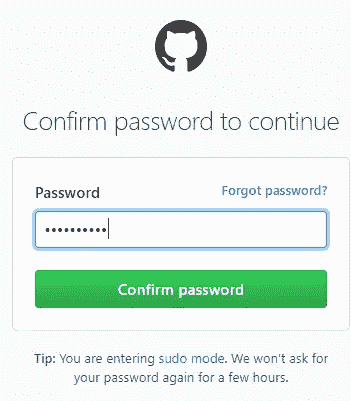 Confirm password to continue
Password
Forgot password?
••••••••••
Confirm password
Tip: You are entering sudo mode. We won't ask for
your password again for a few hours.